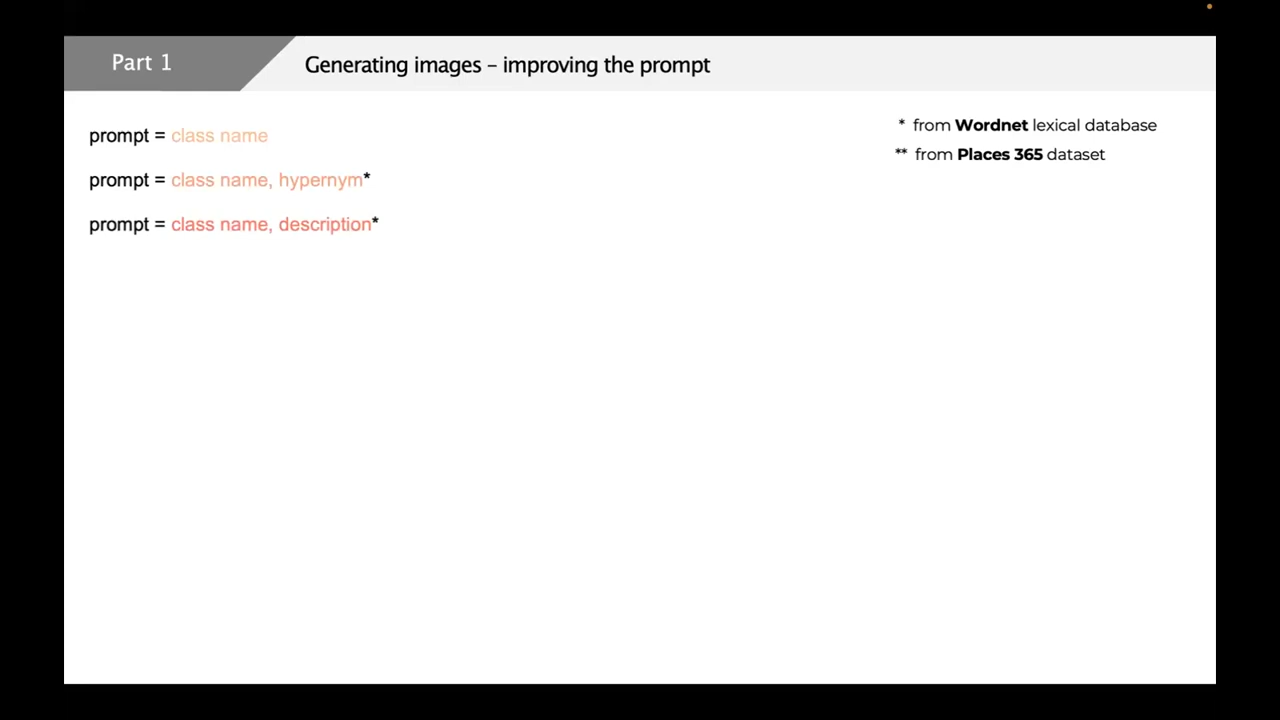 Part 1
Generating images – improving the prompt
prompt = class name
prompt = class name, hypernym*
prompt = class name, description*
* from Wordnet lexical database
** from Places 365 dataset